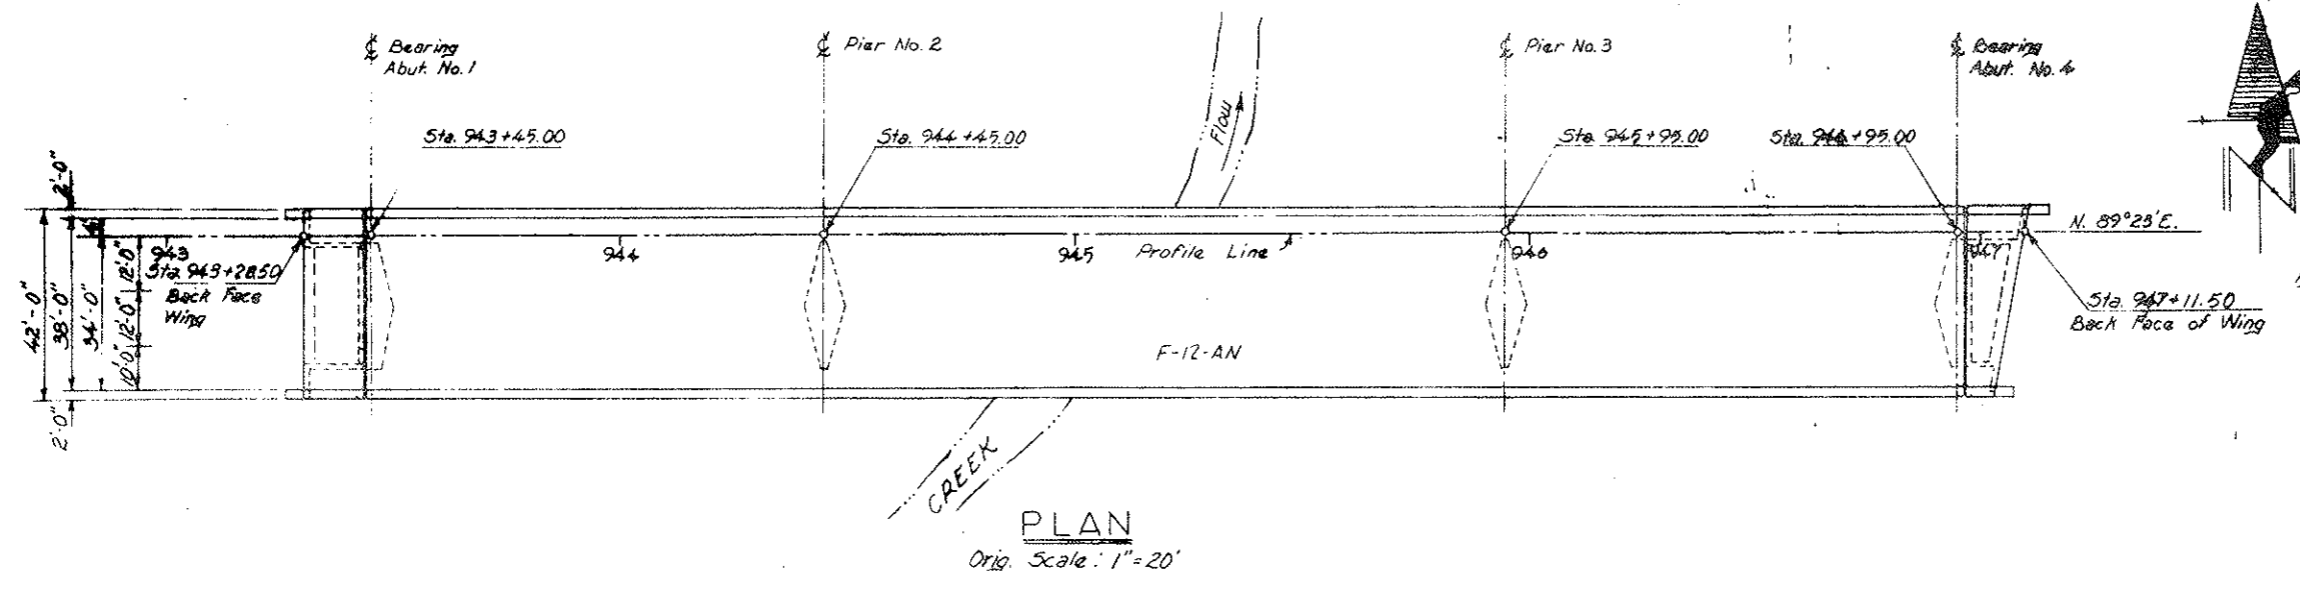 ℄ Bearing
Abut. No. 1
℄ Pier No. 2
℄ Pier No. 3
℄ Bearing
Abut. No. 4
Sta. 943+45.00
Sta. 944+45.00
Flow
Sta. 945+95.00
Sta. 946+95.00
2'-0"
42'-0"
38'-0"
34'-0"
12'-0"
12'-0"
10'-0"
2'-0"
943
944
945
946
947
Profile Line
N. 89°23'E.
Sta. 943+28.50
Back Face
Wing
Sta. 947+11.50
Back Face of Wing
F-12-AN
CREEK
PLAN
Orig. Scale: 1"=20'